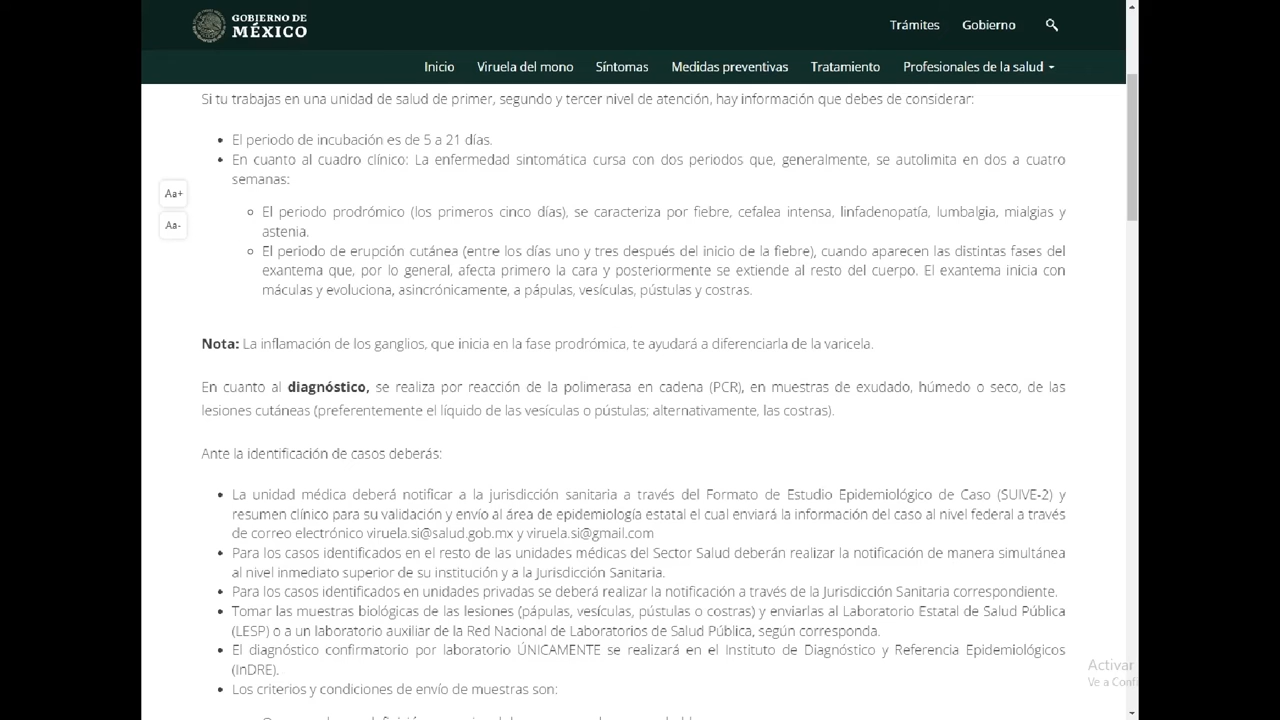 GOBIERNO DE
MÉXICO
Trámites Gobierno
Inicio Viruela del mono Síntomas Medidas preventivas Tratamiento Profesionales de la salud
Si tu trabajas en una unidad de salud de primer, segundo y tercer nivel de atención, hay información que debes de considerar:
• El periodo de incubación es de 5 a 21 días.
• En cuanto al cuadro clínico: La enfermedad sintomática cursa con dos periodos que, generalmente, se autolimita en dos a cuatro
semanas:
Aa+
Aa-
◦ El periodo prodrómico (los primeros cinco días), se caracteriza por fiebre, cefalea intensa, linfadenopatía, lumbalgia, mialgias y
astenia.
◦ El periodo de erupción cutánea (entre los días uno y tres después del inicio de la fiebre), cuando aparecen las distintas fases del
exantema que, por lo general, afecta primero la cara y posteriormente se extiende al resto del cuerpo. El exantema inicia con
máculas y evoluciona, asincrónicamente, a pápulas, vesículas, pústulas y costras.
Nota: La inflamación de los ganglios, que inicia en la fase prodrómica, te ayudará a diferenciarla de la varicela.
En cuanto al diagnóstico, se realiza por reacción de la polimerasa en cadena (PCR), en muestras de exudado, húmedo o seco, de las
lesiones cutáneas (preferentemente el líquido de las vesículas o pústulas; alternativamente, las costras).
Ante la identificación de casos deberás:
• La unidad médica deberá notificar a la jurisdicción sanitaria a través del Formato de Estudio Epidemiológico de Caso (SUIVE-2) y
resumen clínico para su validación y envío al área de epidemiología estatal el cual enviará la información del caso al nivel federal a través
de correo electrónico viruela.si@salud.gob.mx y viruela.si@gmail.com
• Para los casos identificados en el resto de las unidades médicas del Sector Salud deberán realizar la notificación de manera simultánea
al nivel inmediato superior de su institución y a la Jurisdicción Sanitaria.
• Para los casos identificados en unidades privadas se deberá realizar la notificación a través de la Jurisdicción Sanitaria correspondiente.
• Tomar las muestras biológicas de las lesiones (pápulas, vesículas, pústulas o costras) y enviarlas al Laboratorio Estatal de Salud Pública
(LESP) o a un laboratorio auxiliar de la Red Nacional de Laboratorios de Salud Pública, según corresponda.
• El diagnóstico confirmatorio por laboratorio ÚNICAMENTE se realizará en el Instituto de Diagnóstico y Referencia Epidemiológicos
(InDRE).
• Los criterios y condiciones de envío de muestras son:
Activar
Ve a Confi